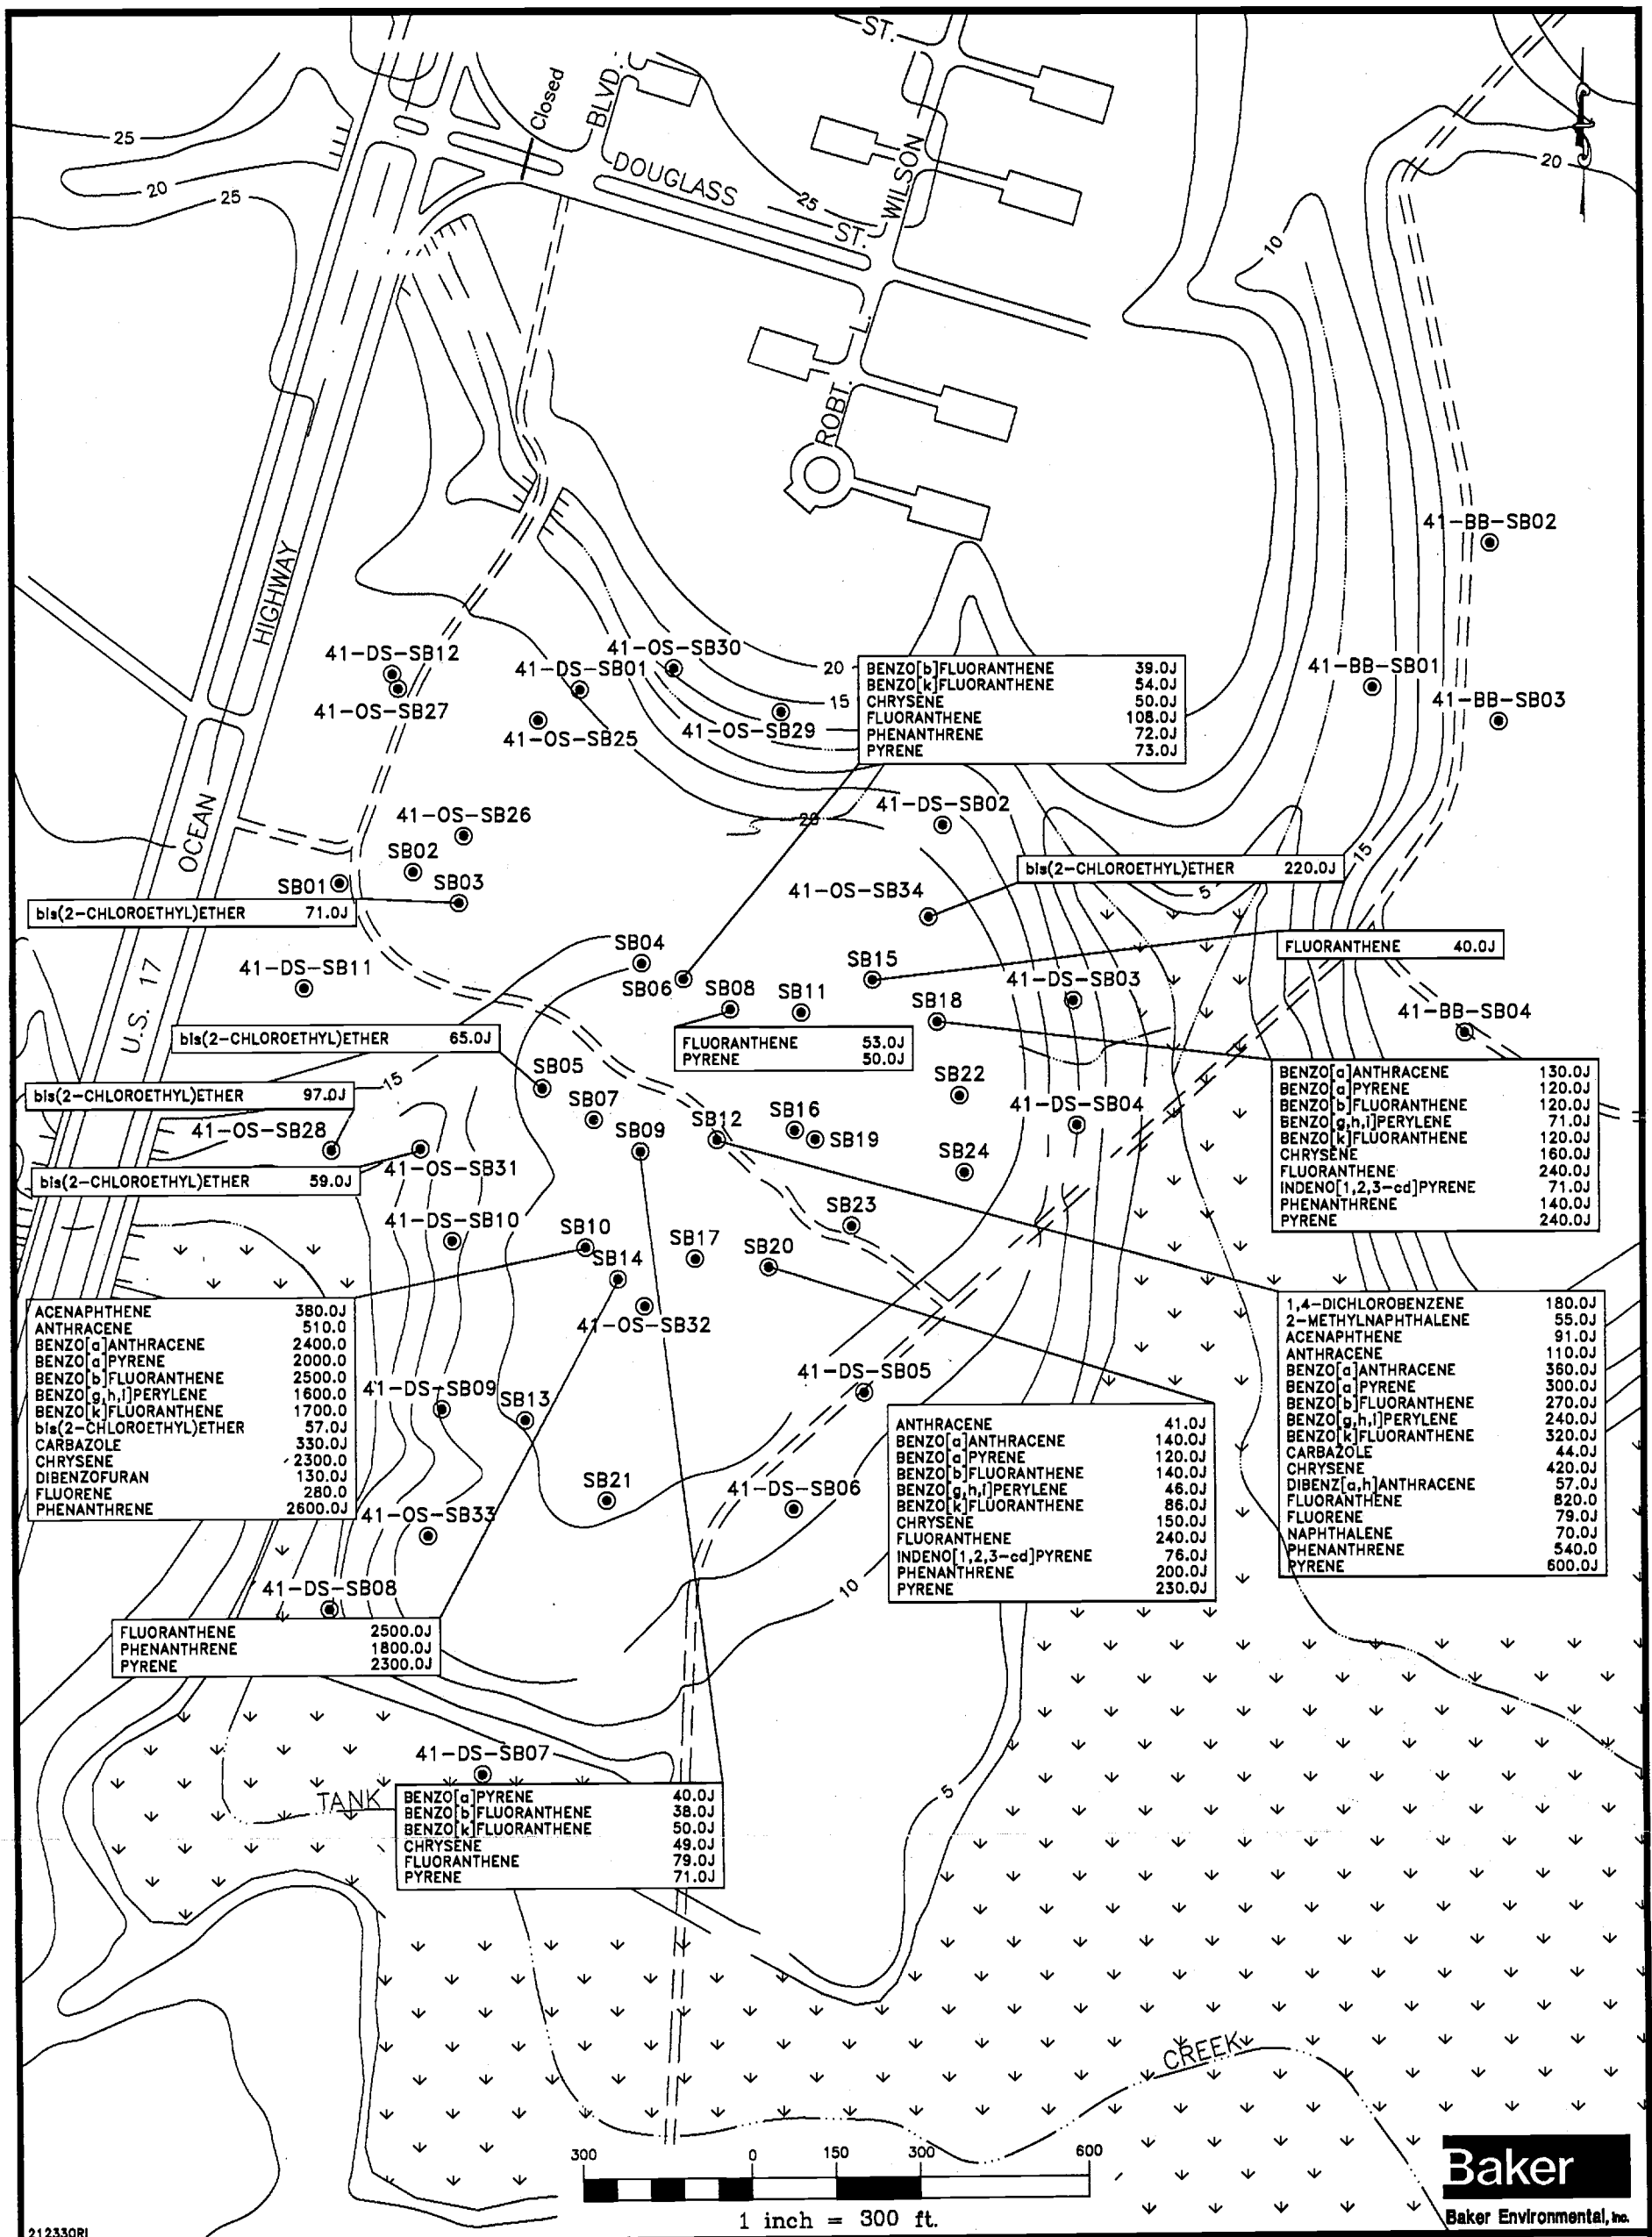 ST.
Closed
BLVD.
25
20
25
DOUGLASS
ST.
25
WILSON
L.
ROBT.
10
20
41-BB-SB02
HIGHWAY
41-DS-SB12
41-OS-SB27
41-DS-SB01
41-OS-SB30
41-OS-SB25
41-OS-SB29
20
15
BENZO[b]FLUORANTHENE 39.0J
BENZO[k]FLUORANTHENE 54.0J
CHRYSENE 50.0J
FLUORANTHENE 108.0J
PHENANTHRENE 72.0J
PYRENE 73.0J
41-BB-SB01
41-BB-SB03
OCEAN
41-OS-SB26
20
41-DS-SB02
SB02
SB01
SB03
bis(2-CHLOROETHYL)ETHER 71.0J
41-OS-SB34
bis(2-CHLOROETHYL)ETHER 220.0J
15
5
FLUORANTHENE 40.0J
41-DS-SB11
SB04
SB06
SB08
SB11
SB15
SB18
41-DS-SB03
41-BB-SB04
U.S. 17
bis(2-CHLOROETHYL)ETHER 65.0J
FLUORANTHENE 53.0J
PYRENE 50.0J
SB05
15
bis(2-CHLOROETHYL)ETHER 97.0J
SB07
SB09
SB12
SB16
SB19
SB22
41-DS-SB04
SB24
BENZO[a]ANTHRACENE 130.0J
BENZO[a]PYRENE 120.0J
BENZO[b]FLUORANTHENE 120.0J
BENZO[g,h,i]PERYLENE 71.0J
BENZO[k]FLUORANTHENE 120.0J
CHRYSENE 160.0J
FLUORANTHENE 240.0J
INDENO[1,2,3-cd]PYRENE 71.0J
PHENANTHRENE 140.0J
PYRENE 240.0J
41-OS-SB28
41-OS-SB31
bis(2-CHLOROETHYL)ETHER 59.0J
41-DS-SB10
SB10
SB14
SB17
SB20
SB23
41-OS-SB32
ACENAPHTHENE 380.0J
ANTHRACENE 510.0
BENZO[a]ANTHRACENE 2400.0
BENZO[a]PYRENE 2000.0
BENZO[b]FLUORANTHENE 2500.0
BENZO[g,h,i]PERYLENE 1600.0
BENZO[k]FLUORANTHENE 1700.0
bis(2-CHLOROETHYL)ETHER 57.0J
CARBAZOLE 330.0J
CHRYSENE 2300.0
DIBENZOFURAN 130.0J
FLUORENE 280.0
PHENANTHRENE 2600.0J
1,4-DICHLOROBENZENE 180.0J
2-METHYLNAPHTHALENE 55.0J
ACENAPHTHENE 91.0J
ANTHRACENE 110.0J
BENZO[a]ANTHRACENE 360.0J
BENZO[a]PYRENE 300.0J
BENZO[b]FLUORANTHENE 270.0J
BENZO[g,h,i]PERYLENE 240.0J
BENZO[k]FLUORANTHENE 320.0J
CARBAZOLE 44.0J
CHRYSENE 420.0J
DIBENZ[a,h]ANTHRACENE 57.0J
FLUORANTHENE 820.0
FLUORENE 79.0J
NAPHTHALENE 70.0J
PHENANTHRENE 540.0
PYRENE 600.0J
41-DS-SB09
SB13
41-DS-SB05
SB21
41-DS-SB06
41-OS-SB33
ANTHRACENE 41.0J
BENZO[a]ANTHRACENE 140.0J
BENZO[a]PYRENE 120.0J
BENZO[b]FLUORANTHENE 140.0J
BENZO[g,h,i]PERYLENE 46.0J
BENZO[k]FLUORANTHENE 86.0J
CHRYSENE 150.0J
FLUORANTHENE 240.0J
INDENO[1,2,3-cd]PYRENE 76.0J
PHENANTHRENE 200.0J
PYRENE 230.0J
10
41-DS-SB08
FLUORANTHENE 2500.0J
PHENANTHRENE 1800.0J
PYRENE 2300.0J
41-DS-SB07
TANK
5
BENZO[a]PYRENE 40.0J
BENZO[b]FLUORANTHENE 38.0J
BENZO[k]FLUORANTHENE 50.0J
CHRYSENE 49.0J
FLUORANTHENE 79.0J
PYRENE 71.0J
CREEK
300 0 150 300 600
1 inch = 300 ft.
Baker
Baker Environmental, Inc.
212330RI